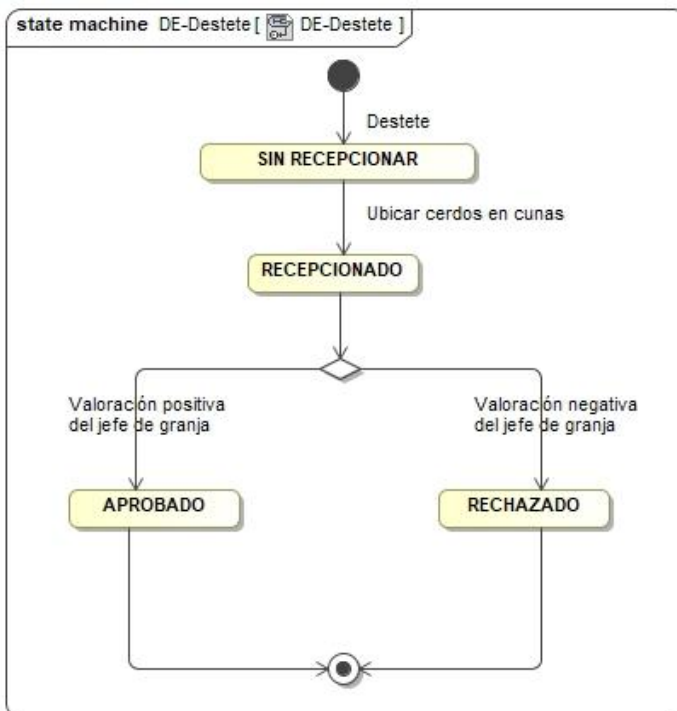 state machine DE-Destete [ DE-Destete ]
Destete
SIN RECEPCIONAR
Ubicar cerdos en cunas
RECEPCIONADO
Valoración positiva
del jefe de granja
Valoración negativa
del jefe de granja
APROBADO
RECHAZADO